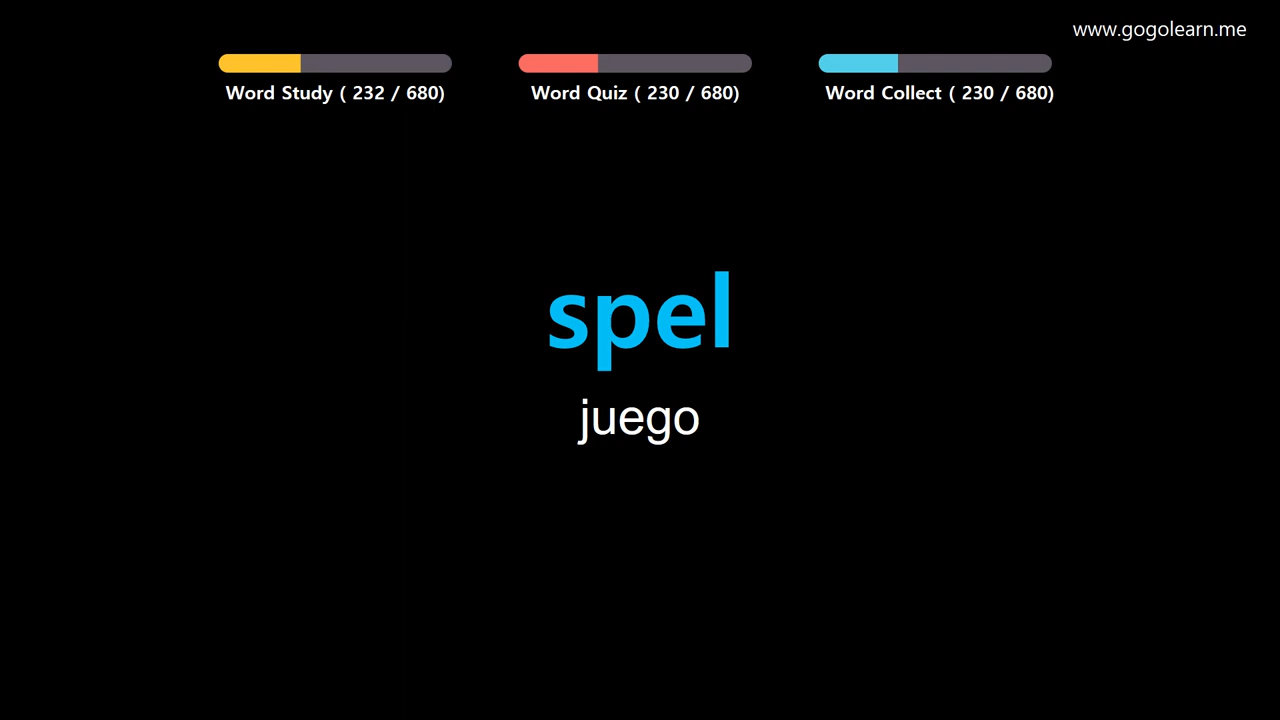 www.gogolearn.me
Word Study ( 232 / 680)
Word Quiz ( 230 / 680)
Word Collect ( 230 / 680)
spel
juego